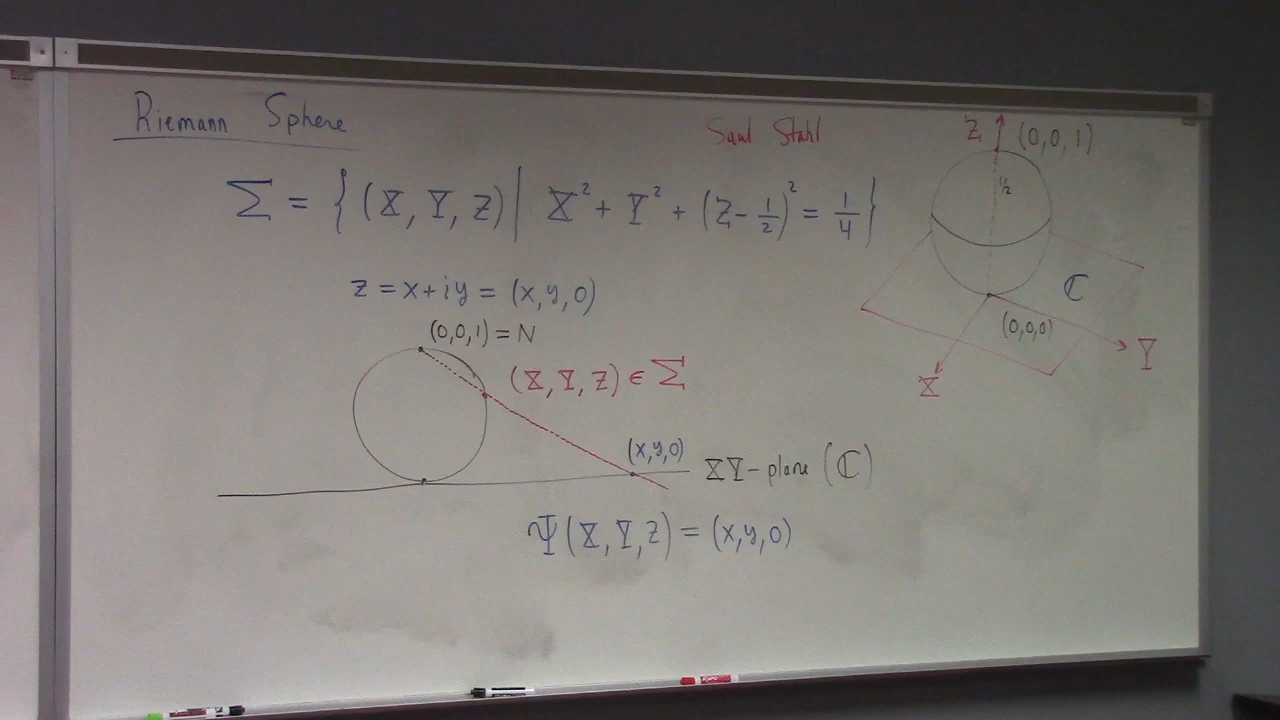 Riemann Sphere
Saul Stahl
Σ = { (X, Y, Z) | X² + Y² + (Z - 1/2)² = 1/4 }
z = x + iy = (x, y, 0)
(0,0,1) = N
(X, Y, Z) ∈ Σ
(x,y,0)
XY-plane (ℂ)
Ψ(X, Y, Z) = (x,y,0)
Z
(0,0,1)
1/2
ℂ
(0,0,0)
Y
X